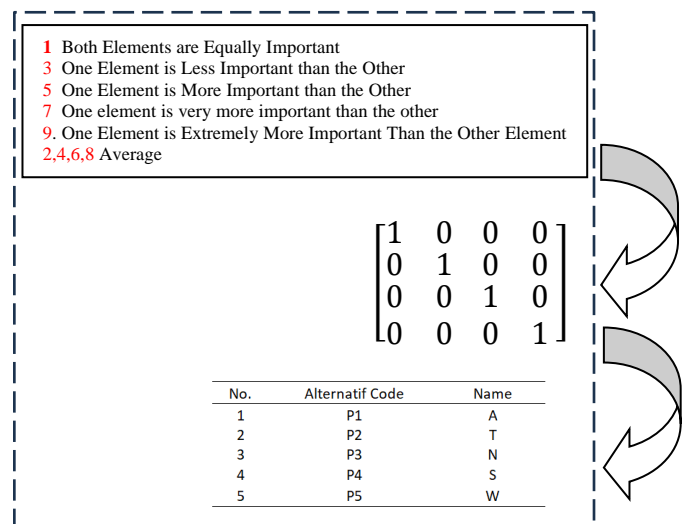 1 Both Elements are Equally Important
3 One Element is Less Important than the Other
5 One Element is More Important than the Other
7 One element is very more important than the other
9. One Element is Extremely More Important Than the Other Element
2,4,6,8 Average
1 0 0 0
0 1 0 0
0 0 1 0
0 0 0 1
No. Alternatif Code Name
1 P1 A
2 P2 T
3 P3 N
4 P4 S
5 P5 W